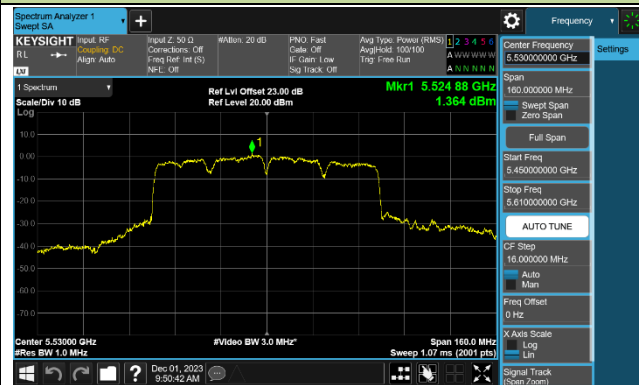 Spectrum Analyzer 1
Swept SA
+
Frequency
KEYSIGHT
RL
LXI
Input: RF
Coupling: DC
Align: Auto
Input Z: 50 Ω
Corrections: Off
Freq Ref: Int (S)
NFE: Off
#Atten: 20 dB
PNO: Fast
Gate: Off
IF Gain: Low
Sig Track: Off
Avg Type: Power (RMS)
Avg|Hold: 100/100
Trig: Free Run
1 2 3 4 5 6
A W W W W W
A N N N N N
1 Spectrum
Scale/Div 10 dB
Log
Ref Lvl Offset 23.00 dB
Ref Level 20.00 dBm
Mkr1 5.524 88 GHz
1.364 dBm
1
10.0
0.00
-10.0
-20.0
-30.0
-40.0
-50.0
-60.0
-70.0
Center 5.53000 GHz
#Res BW 1.0 MHz
#Video BW 3.0 MHz*
Span 160.0 MHz
Sweep 1.07 ms (2001 pts)
Center Frequency
5.530000000 GHz
Settings
Span
160.000000 MHz
Swept Span
Zero Span
Full Span
Start Freq
5.450000000 GHz
Stop Freq
5.610000000 GHz
AUTO TUNE
CF Step
16.000000 MHz
Auto
Man
Freq Offset
0 Hz
X Axis Scale
Log
Lin
Signal Track
(Span Zoom)
?
Dec 01, 2023
9:50:42 AM